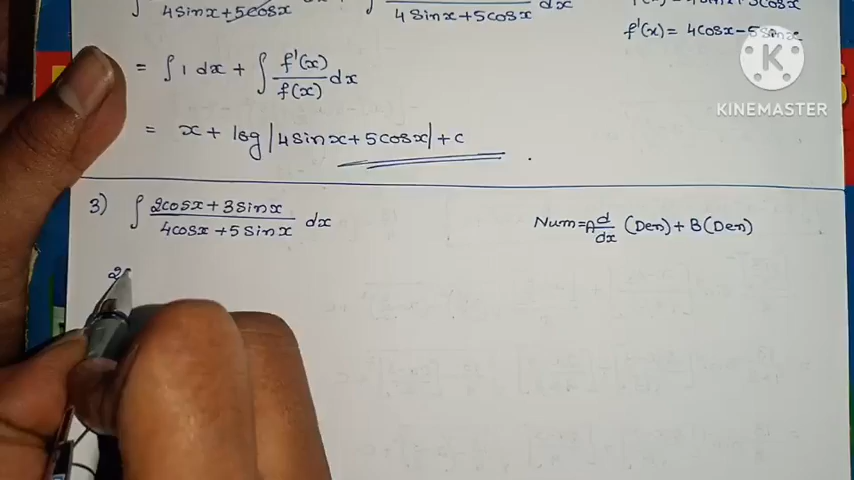 ∫ ———— 4sinx+5cosx ∫ ———— 4sinx+5cosx dx
f'(x) = 4cosx-5sinx
= ∫ 1 dx + ∫ f'(x)/f(x) dx
= x + log |4sinx+5cosx| + c
3) ∫ (2cosx+3sinx)/(4cosx+5sinx) dx
Num=A d/dx (Den)+B(Den)
2
K
KINEMASTER